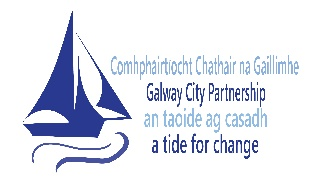 Comhpháirtíocht Chathair na Gaillimhe
Galway City Partnership
an taoide ag casadh
a tide for change